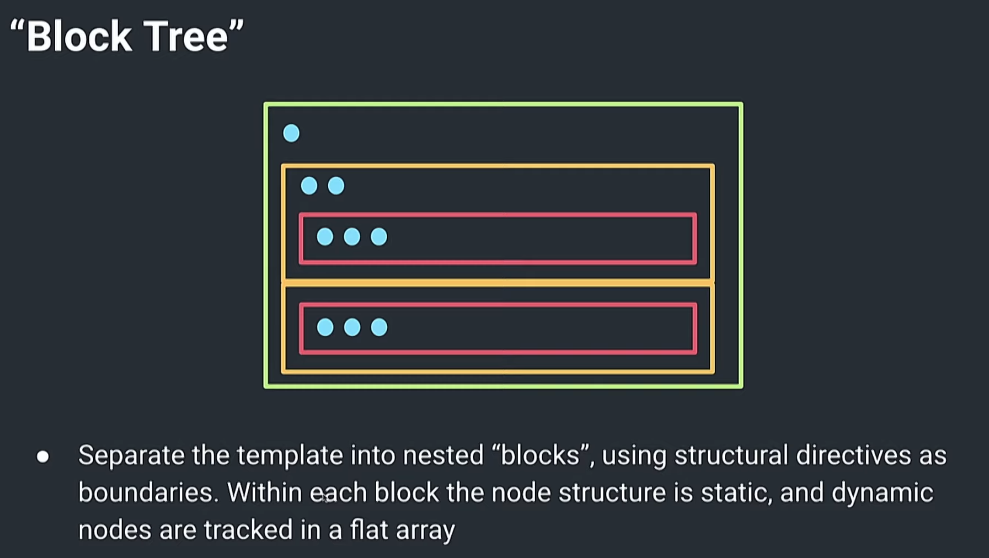 “Block Tree”
● Separate the template into nested “blocks”, using structural directives as
boundaries. Within each block the node structure is static, and dynamic
nodes are tracked in a flat array